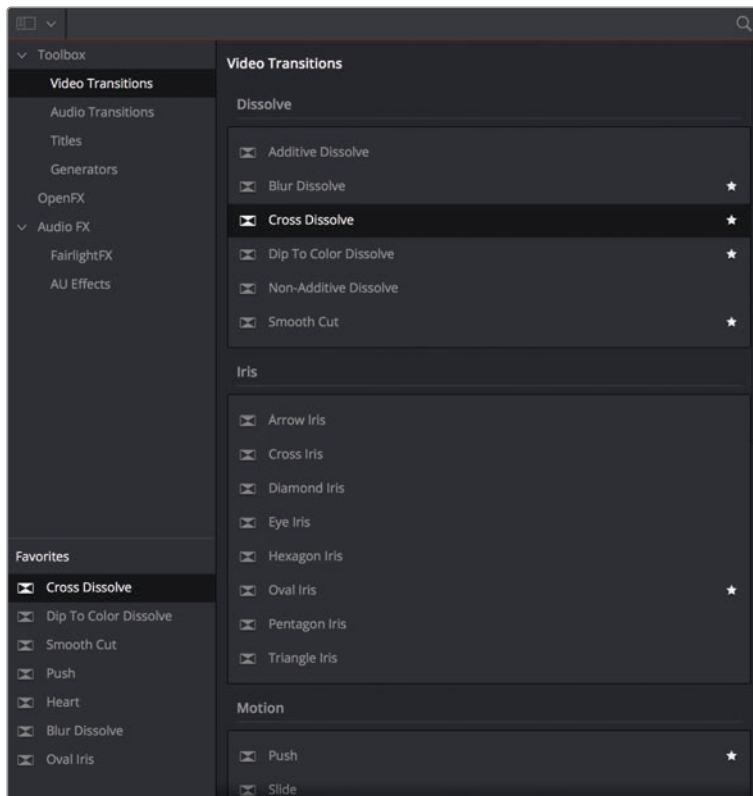 Toolbox
Video Transitions
Audio Transitions
Titles
Generators
OpenFX
Audio FX
FairlightFX
AU Effects
Favorites
Cross Dissolve
Dip To Color Dissolve
Smooth Cut
Push
Heart
Blur Dissolve
Oval Iris
Video Transitions
Dissolve
Additive Dissolve
Blur Dissolve
Cross Dissolve
Dip To Color Dissolve
Non-Additive Dissolve
Smooth Cut
Iris
Arrow Iris
Cross Iris
Diamond Iris
Eye Iris
Hexagon Iris
Oval Iris
Pentagon Iris
Triangle Iris
Motion
Push
Slide